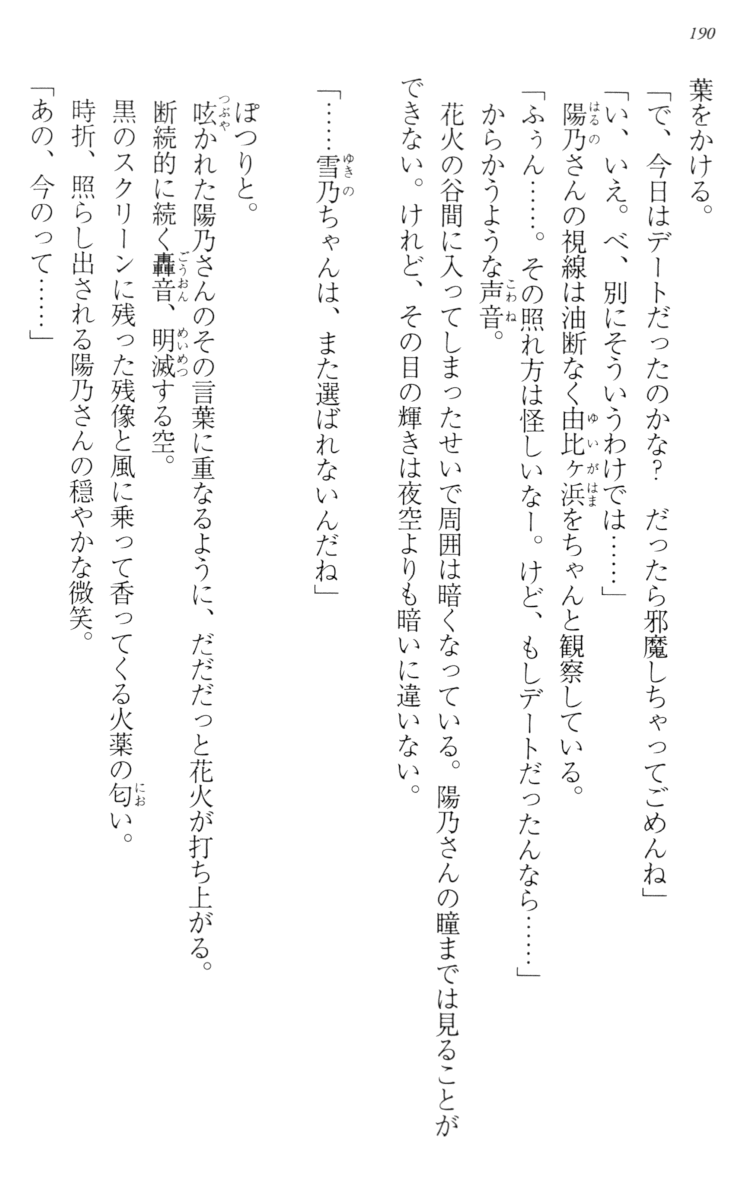 190
葉をかける。
「で、今日はデートだったのかな？　だったら邪魔しちゃってごめんね」
「い、いえ。べ、別にそういうわけでは……」
陽乃さんの視線は油断なく由比ヶ浜をちゃんと観察している。
「ふぅん……。その照れ方は怪しいなー。けど、もしデートだったんなら……」
からかうような声音。
花火の谷間に入ってしまったせいで周囲は暗くなっている。陽乃さんの瞳までは見ることが
できない。けれど、その目の輝きは夜空よりも暗いに違いない。
「……雪乃ちゃんは、また選ばれないんだね」
ぽつりと。
呟かれた陽乃さんのその言葉に重なるように、だだだっと花火が打ち上がる。
断続的に続く轟音、明滅する空。
黒のスクリーンに残った残像と風に乗って香ってくる火薬の匂い。
時折、照らし出される陽乃さんの穏やかな微笑。
「あの、今のって……」